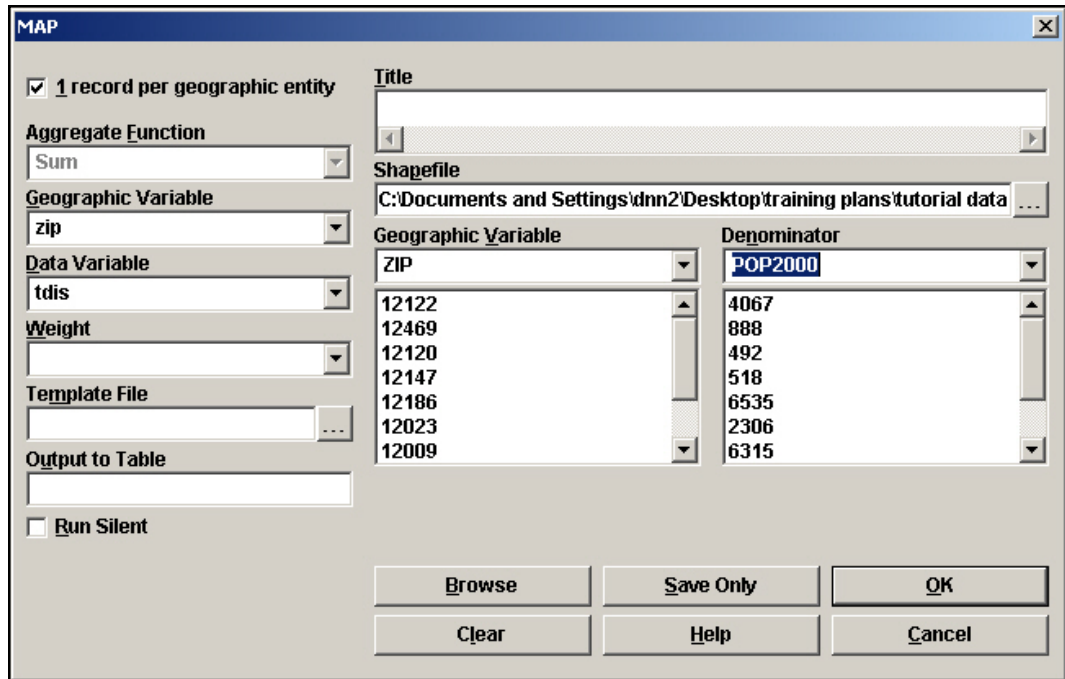 MAP
1 record per geographic entity
Aggregate Function
Sum
Geographic Variable
zip
Data Variable
tdis
Weight
Template File
...
Output to Table
Run Silent
Title
Shapefile
C:\Documents and Settings\dnn2\Desktop\training plans\tutorial data ...
Geographic Variable
ZIP
12122
12469
12120
12147
12186
12023
12009
Denominator
POP2000
4067
888
492
518
6535
2306
6315
Browse Save Only OK
Clear Help Cancel